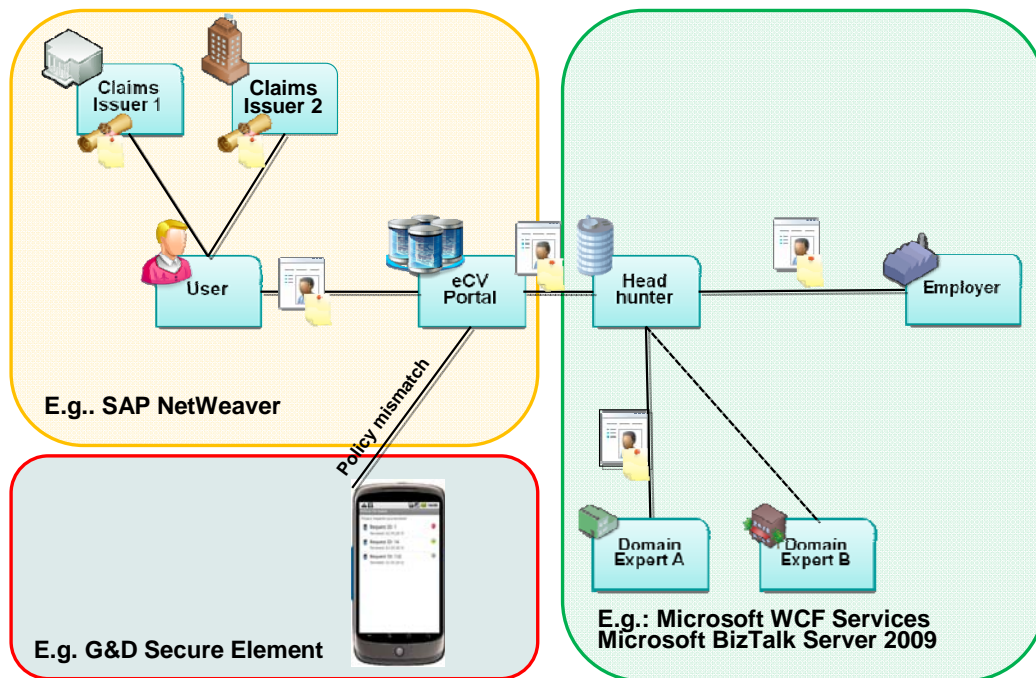 Claims
Issuer 1
Claims
Issuer 2
User
eCV
Portal
Head
hunter
Employer
Policy mismatch
E.g.. SAP NetWeaver
Domain
Expert A
Domain
Expert B
E.g.: Microsoft WCF Services
Microsoft BizTalk Server 2009
E.g. G&D Secure Element